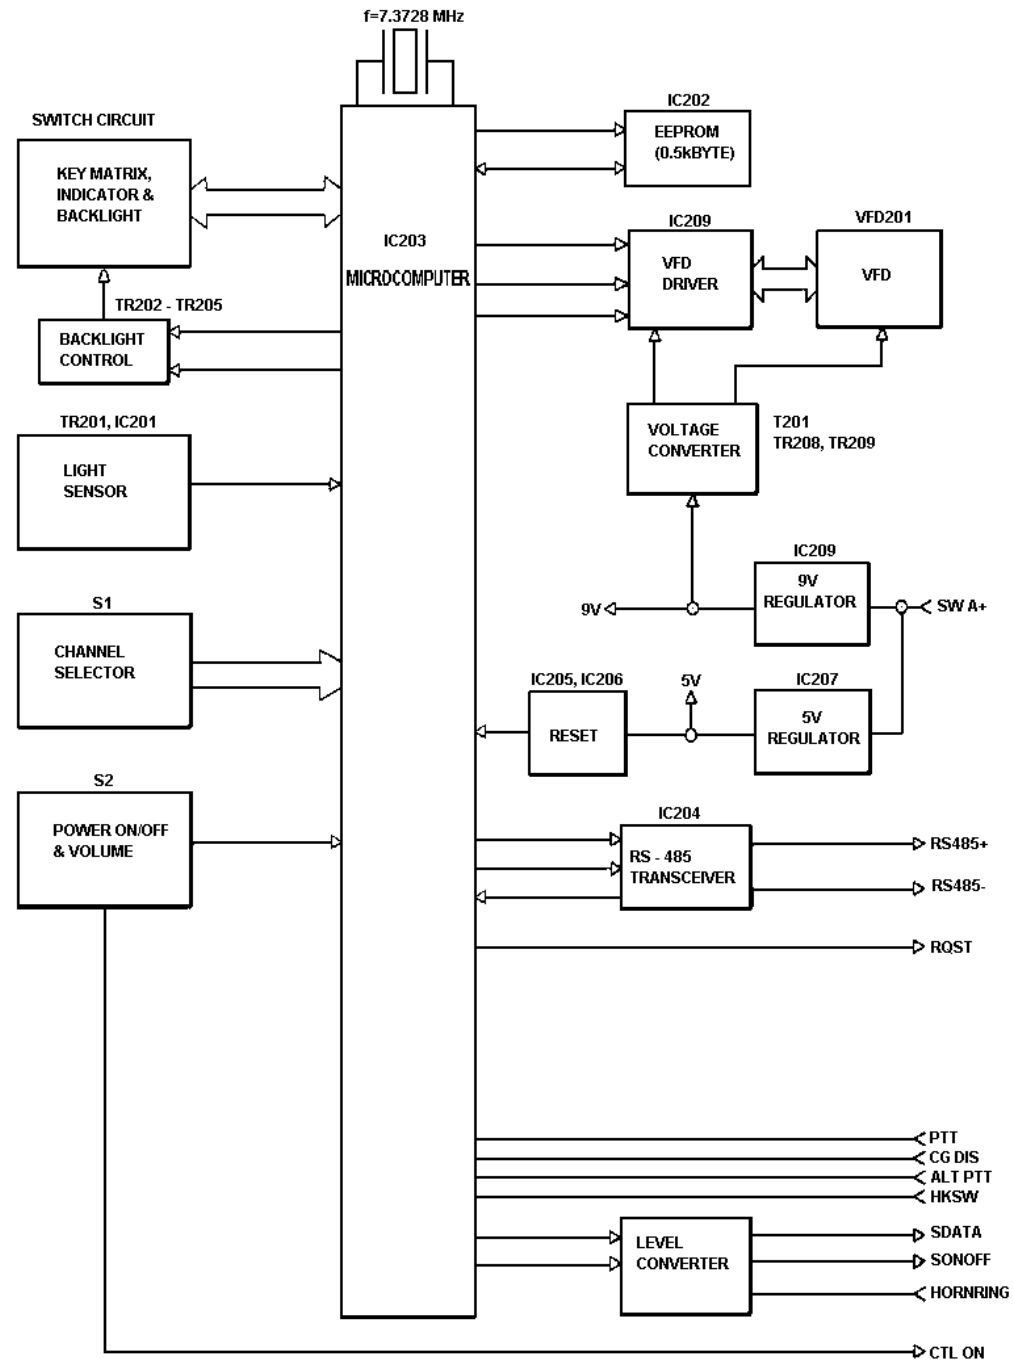 f=7.3728 MHz
SWITCH CIRCUIT
KEY MATRIX,
INDICATOR &
BACKLIGHT
TR202 - TR205
BACKLIGHT
CONTROL
TR201, IC201
LIGHT
SENSOR
S1
CHANNEL
SELECTOR
S2
POWER ON/OFF
& VOLUME
IC203
MICROCOMPUTER
IC202
EEPROM
(0.5kBYTE)
IC209
VFD
DRIVER
VFD201
VFD
VOLTAGE
CONVERTER
T201
TR208, TR209
IC209
9V
REGULATOR
9V
SW A+
IC205, IC206
RESET
5V
IC207
5V
REGULATOR
IC204
RS - 485
TRANSCEIVER
RS485+
RS485-
RQST
PTT
CG DIS
ALT PTT
HKSW
LEVEL
CONVERTER
SDATA
SONOFF
HORNRING
CTL ON